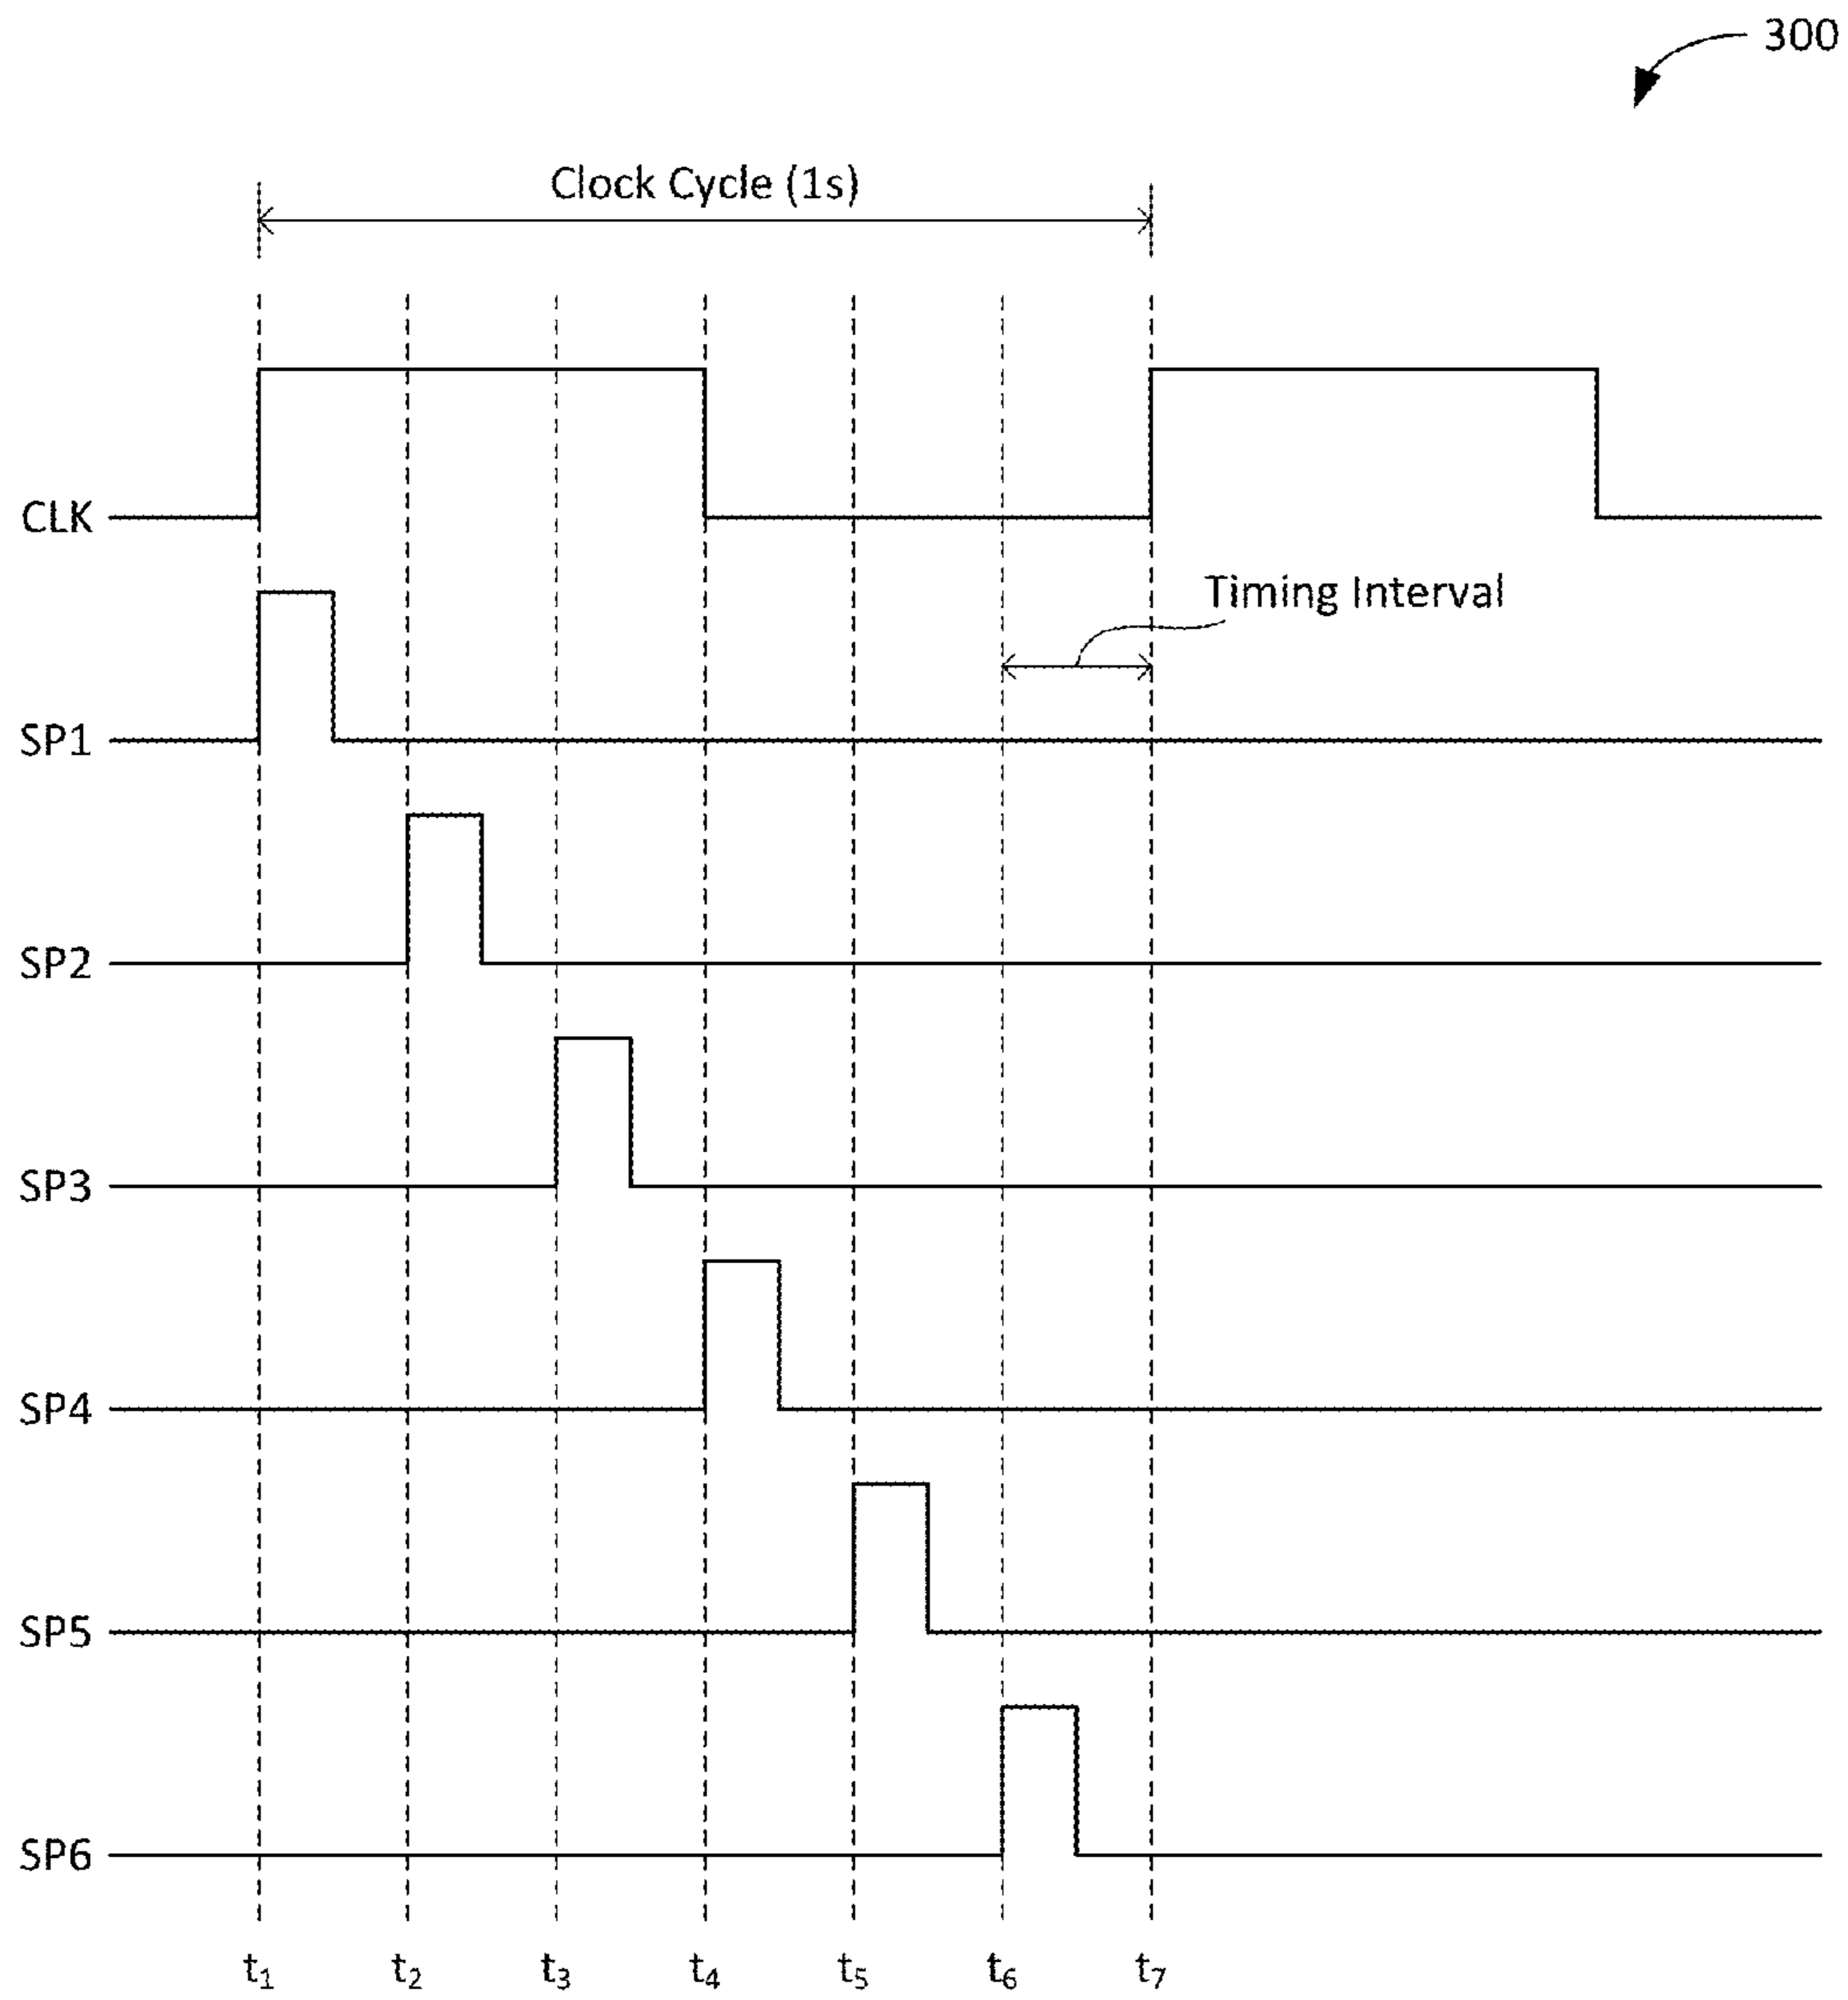 300
Clock Cycle (1s)
CLK
Timing Interval
SP1
SP2
SP3
SP4
SP5
SP6
t₁ t₂ t₃ t₄ t₅ t₆ t₇